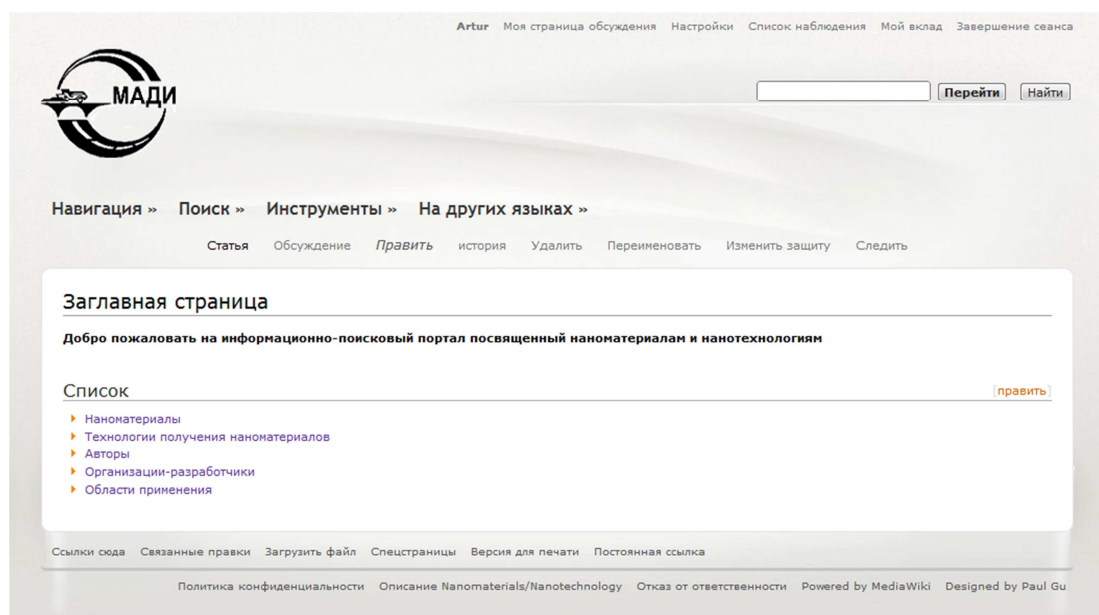 Artur Моя страница обсуждения Настройки Список наблюдения Мой вклад Завершение сеанса
МАДИ
Перейти Найти
Навигация » Поиск » Инструменты » На других языках »
Статья Обсуждение Править история Удалить Переименовать Изменить защиту Следить
Заглавная страница
Добро пожаловать на информационно-поисковый портал посвященный наноматериалам и нанотехнологиям
Список [править]
Наноматериалы
Технологии получения наноматериалов
Авторы
Организации-разработчики
Области применения
Ссылки сюда Связанные правки Загрузить файл Спецстраницы Версия для печати Постоянная ссылка
Политика конфиденциальности Описание Nanomaterials/Nanotechnology Отказ от ответственности Powered by MediaWiki Designed by Paul Gu